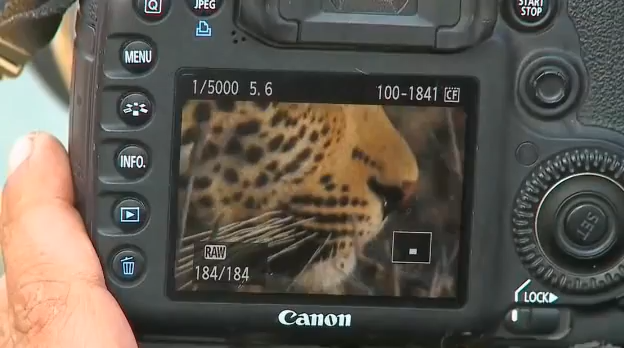 Q
JPEG
START
STOP
MENU
1/5000 5.6
100-1841 CF
INFO.
SET
RAW
184/184
LOCK
Canon